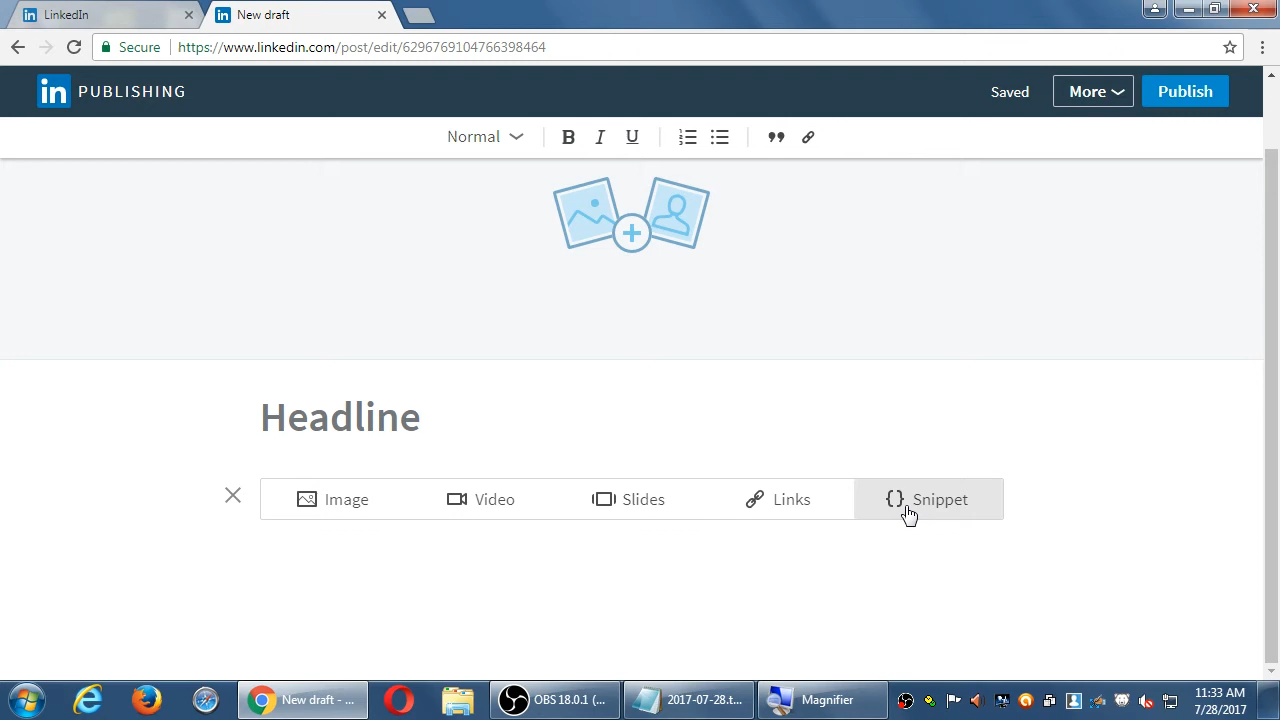 LinkedIn
New draft
Secure
https://www.linkedin.com/post/edit/6296769104766398464
in PUBLISHING
Saved
More
Publish
Normal
B I U
Headline
Image
Video
Slides
Links
{} Snippet
New draft - ...
OBS 18.0.1 (...
2017-07-28.t...
Magnifier
11:33 AM
7/28/2017